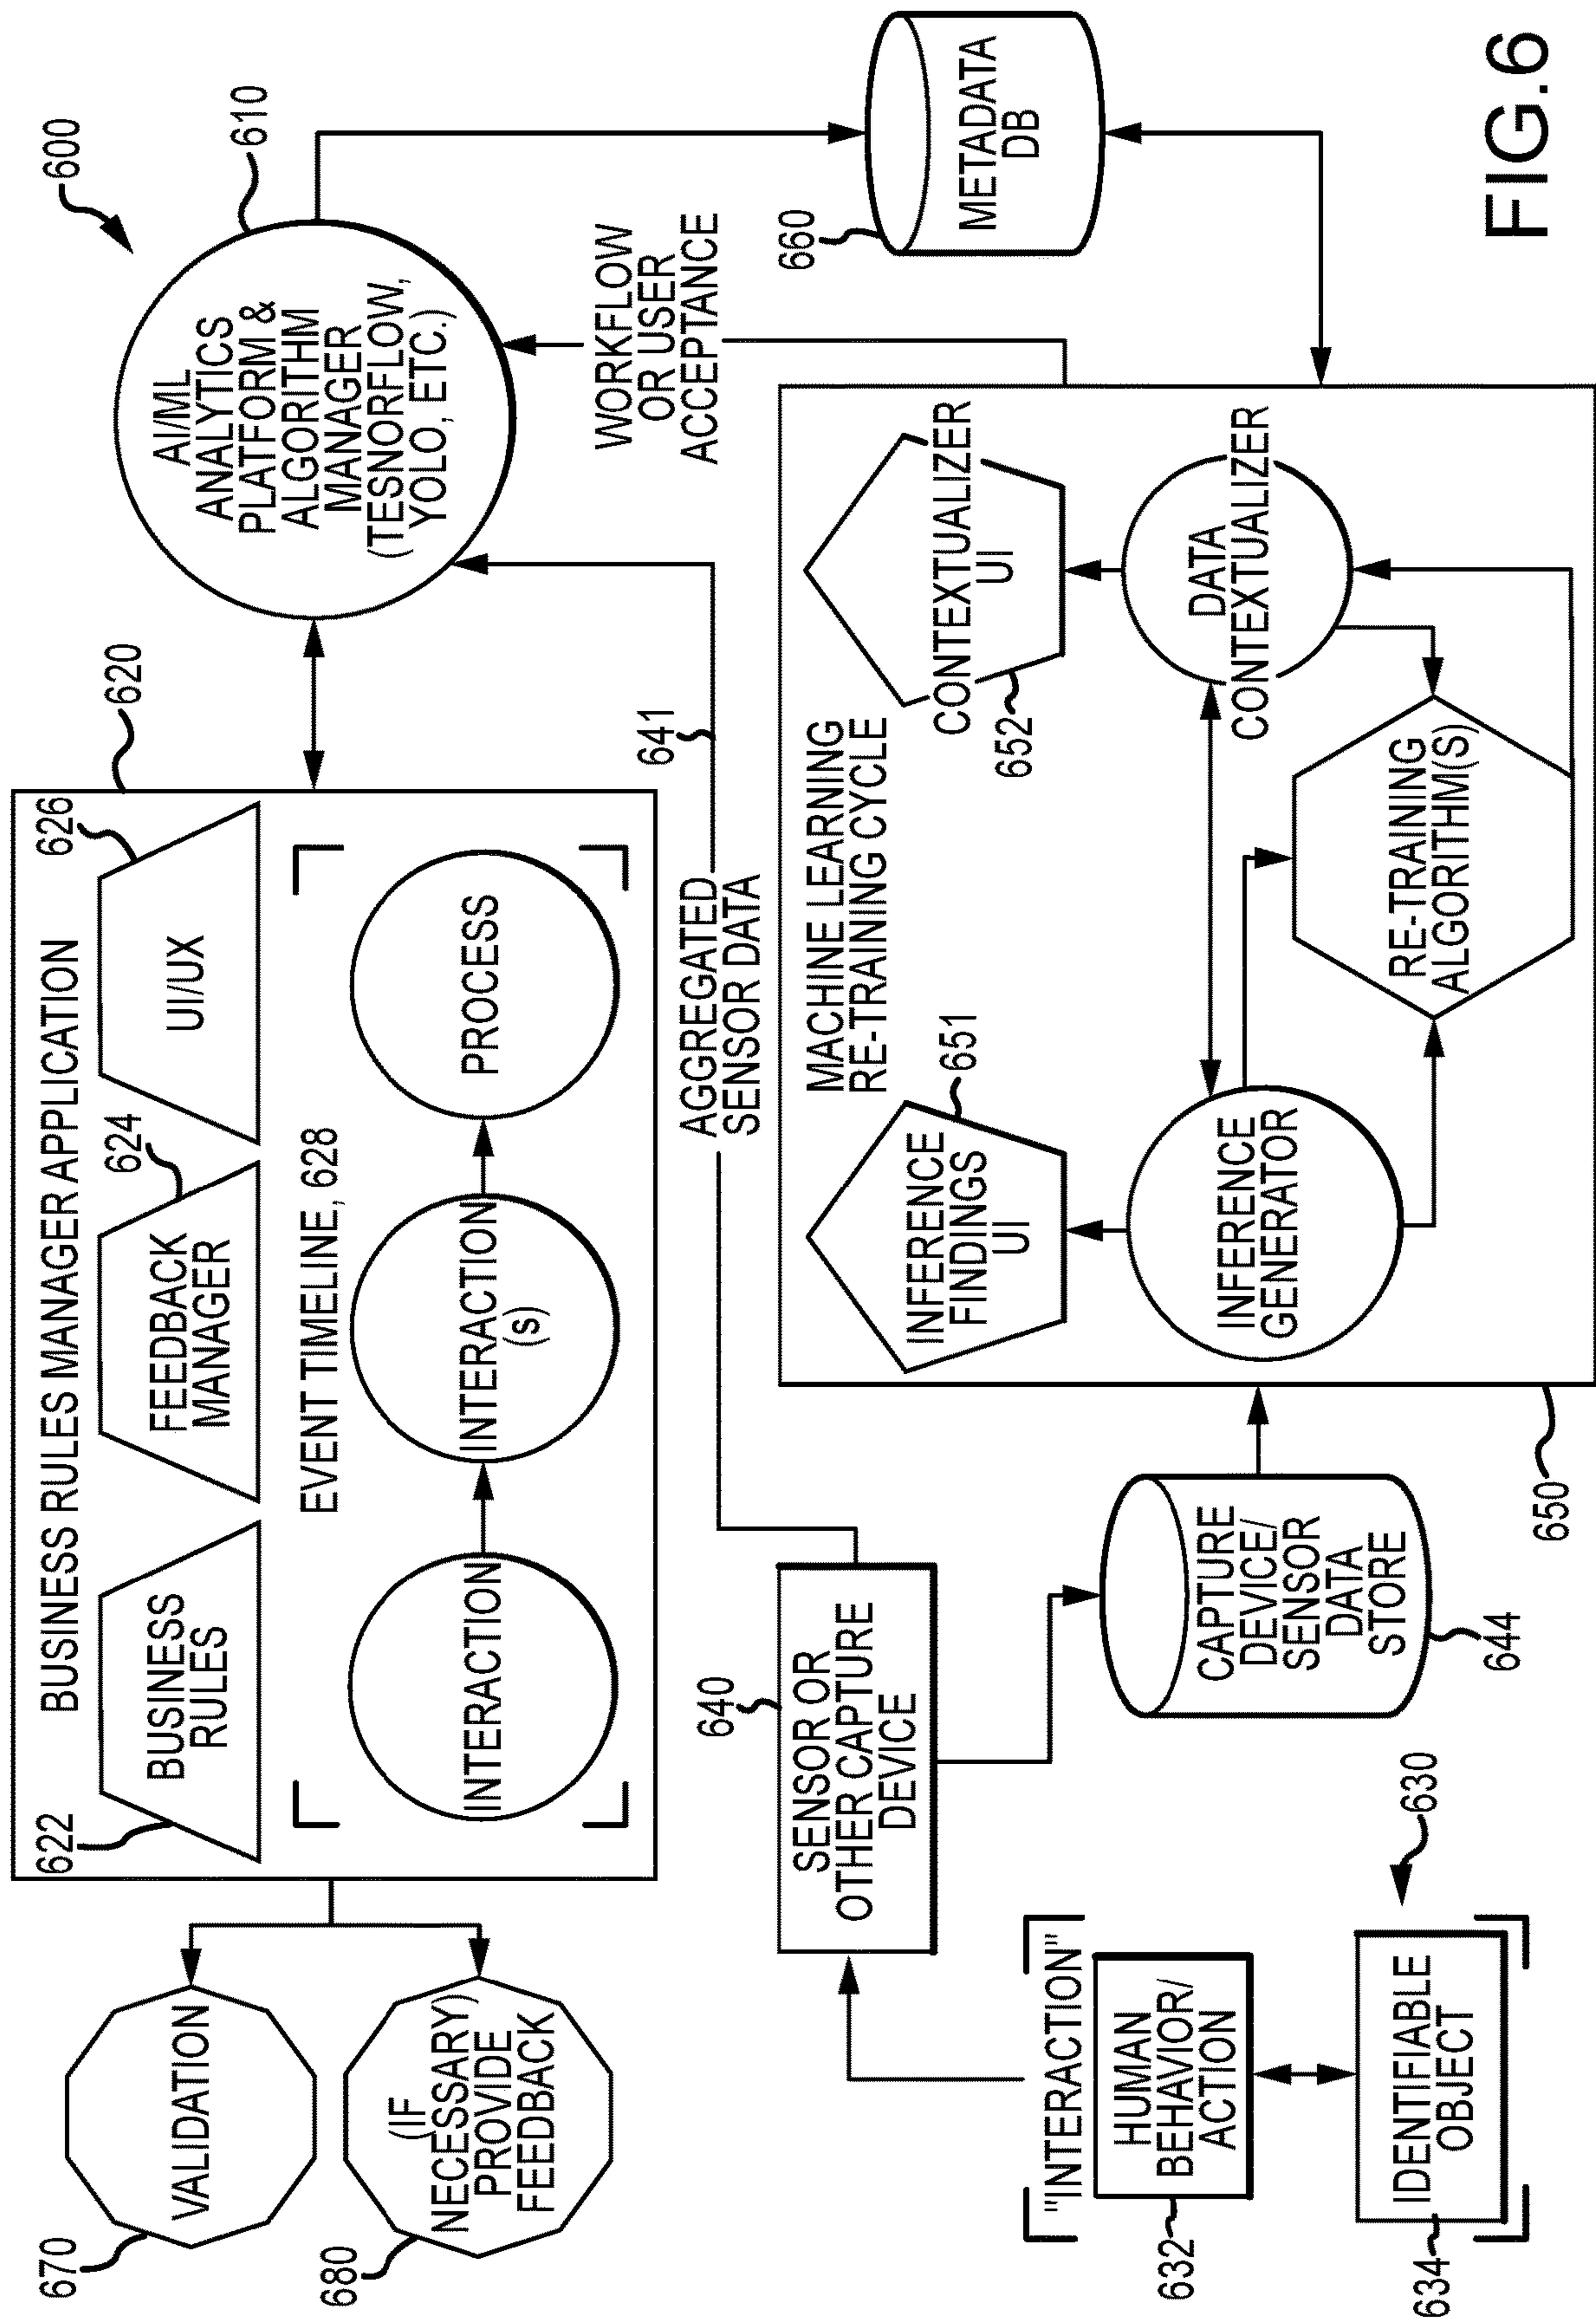 600
670
VALIDATION
680
(IF
NECESSARY)
PROVIDE
FEEDBACK
BUSINESS RULES MANAGER APPLICATION
620
622
BUSINESS
RULES
624
FEEDBACK
MANAGER
626
UI/UX
EVENT TIMELINE, 628
INTERACTION
INTERACTION
(s)
PROCESS
610
AI/ML
ANALYTICS
PLATFORM &
ALGORITHM
MANAGER
(TESNORFLOW,
YOLO, ETC.)
641
AGGREGATED
SENSOR DATA
WORKFLOW
OR USER
ACCEPTANCE
640
SENSOR OR
OTHER CAPTURE
DEVICE
660
METADATA
DB
MACHINE LEARNING
RE-TRAINING CYCLE
651
INFERENCE
FINDINGS
UI
652
CONTEXTUALIZER
UI
INFERENCE
GENERATOR
DATA
CONTEXTUALIZER
RE-TRAINING
ALGORITHM(S)
650
CAPTURE
DEVICE/
SENSOR
DATA
STORE
644
"INTERACTION"
630
632
HUMAN
BEHAVIOR/
ACTION
634
IDENTIFIABLE
OBJECT
FIG.6